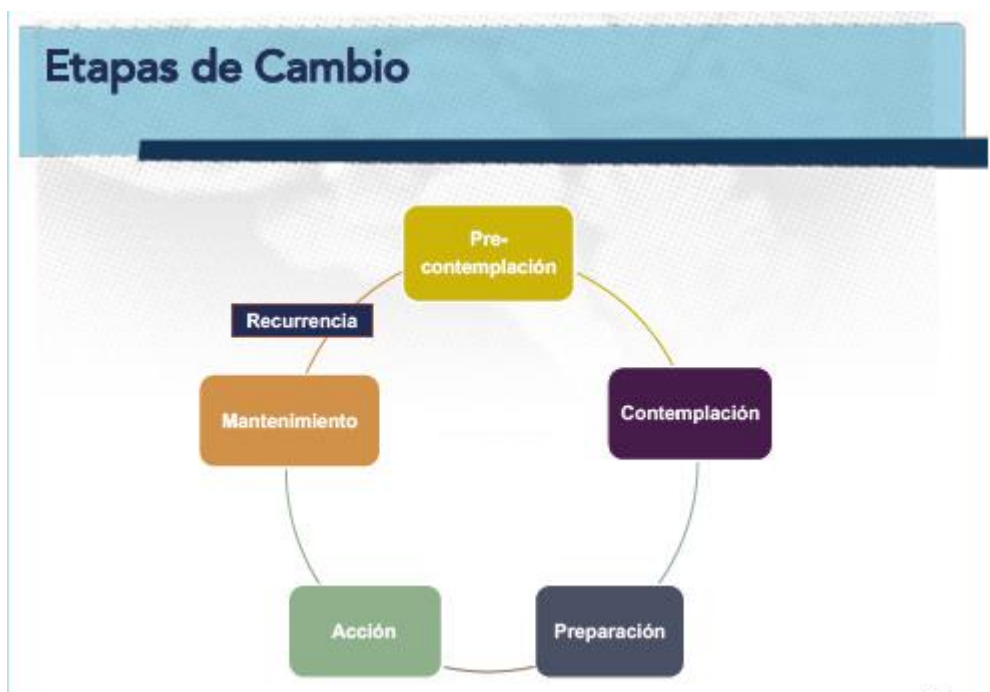 Etapas de Cambio
Pre-
contemplación
Recurrencia
Mantenimiento
Contemplación
Acción
Preparación